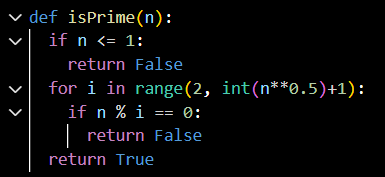 def isPrime(n):
  if n <= 1:
    return False
  for i in range(2, int(n**0.5)+1):
    if n % i == 0:
      return False
  return True